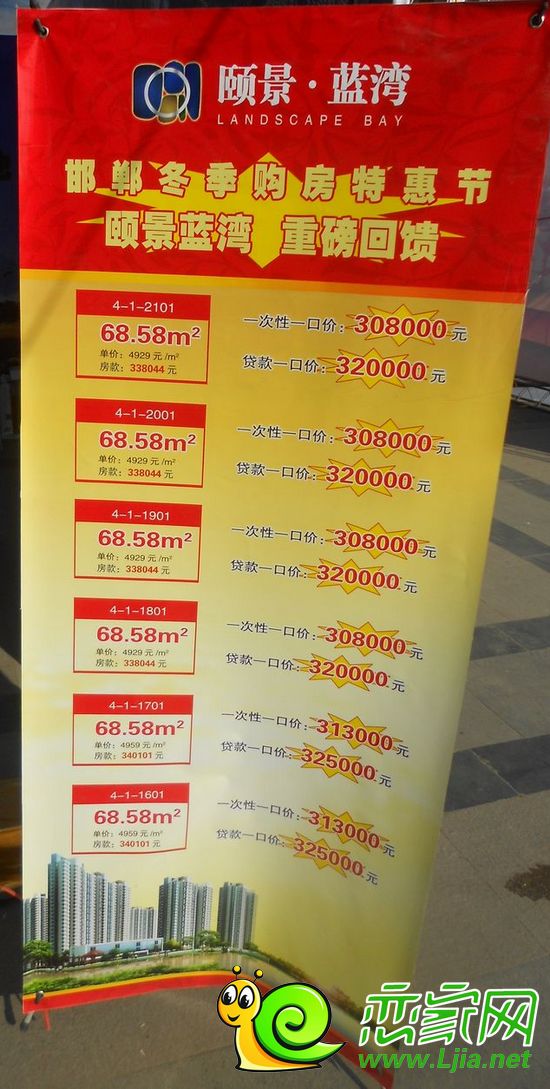 颐景·蓝湾
LANDSCAPE BAY
邯郸冬季购房特惠节
颐景蓝湾 重磅回馈
4-1-2101
68.58m²
单价：4929元/m²
房款：338044元
一次性一口价：308000元
贷款一口价：320000元
4-1-2001
68.58m²
单价：4929元/m²
房款：338044元
一次性一口价：308000元
贷款一口价：320000元
4-1-1901
68.58m²
单价：4929元/m²
房款：338044元
一次性一口价：308000元
贷款一口价：320000元
4-1-1801
68.58m²
单价：4929元/m²
房款：338044元
一次性一口价：308000元
贷款一口价：320000元
4-1-1701
68.58m²
单价：4959元/m²
房款：340101元
一次性一口价：313000元
贷款一口价：325000元
4-1-1601
68.58m²
单价：4959元/m²
房款：340101元
一次性一口价：313000元
贷款一口价：325000元
恋家网
www.Ljia.net